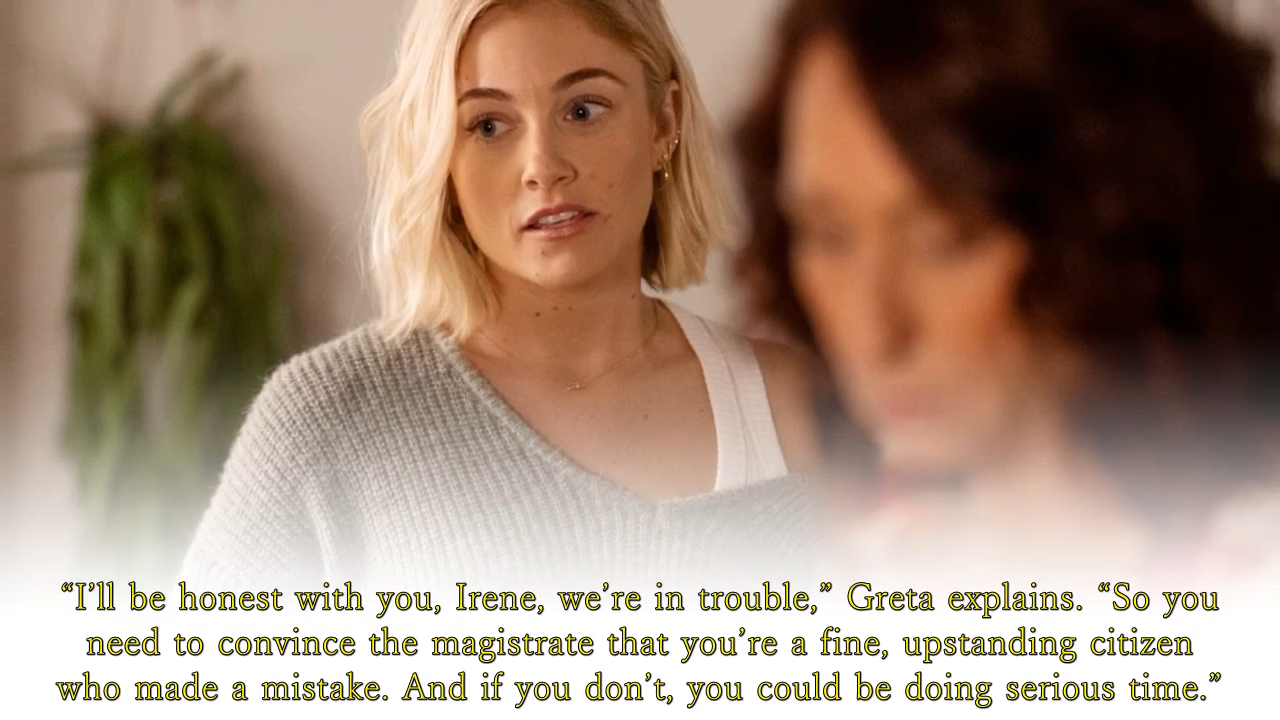 “I’ll be honest with you, Irene, we’re in trouble,” Greta explains. “So you
need to convince the magistrate that you’re a fine, upstanding citizen
who made a mistake. And if you don’t, you could be doing serious time.”